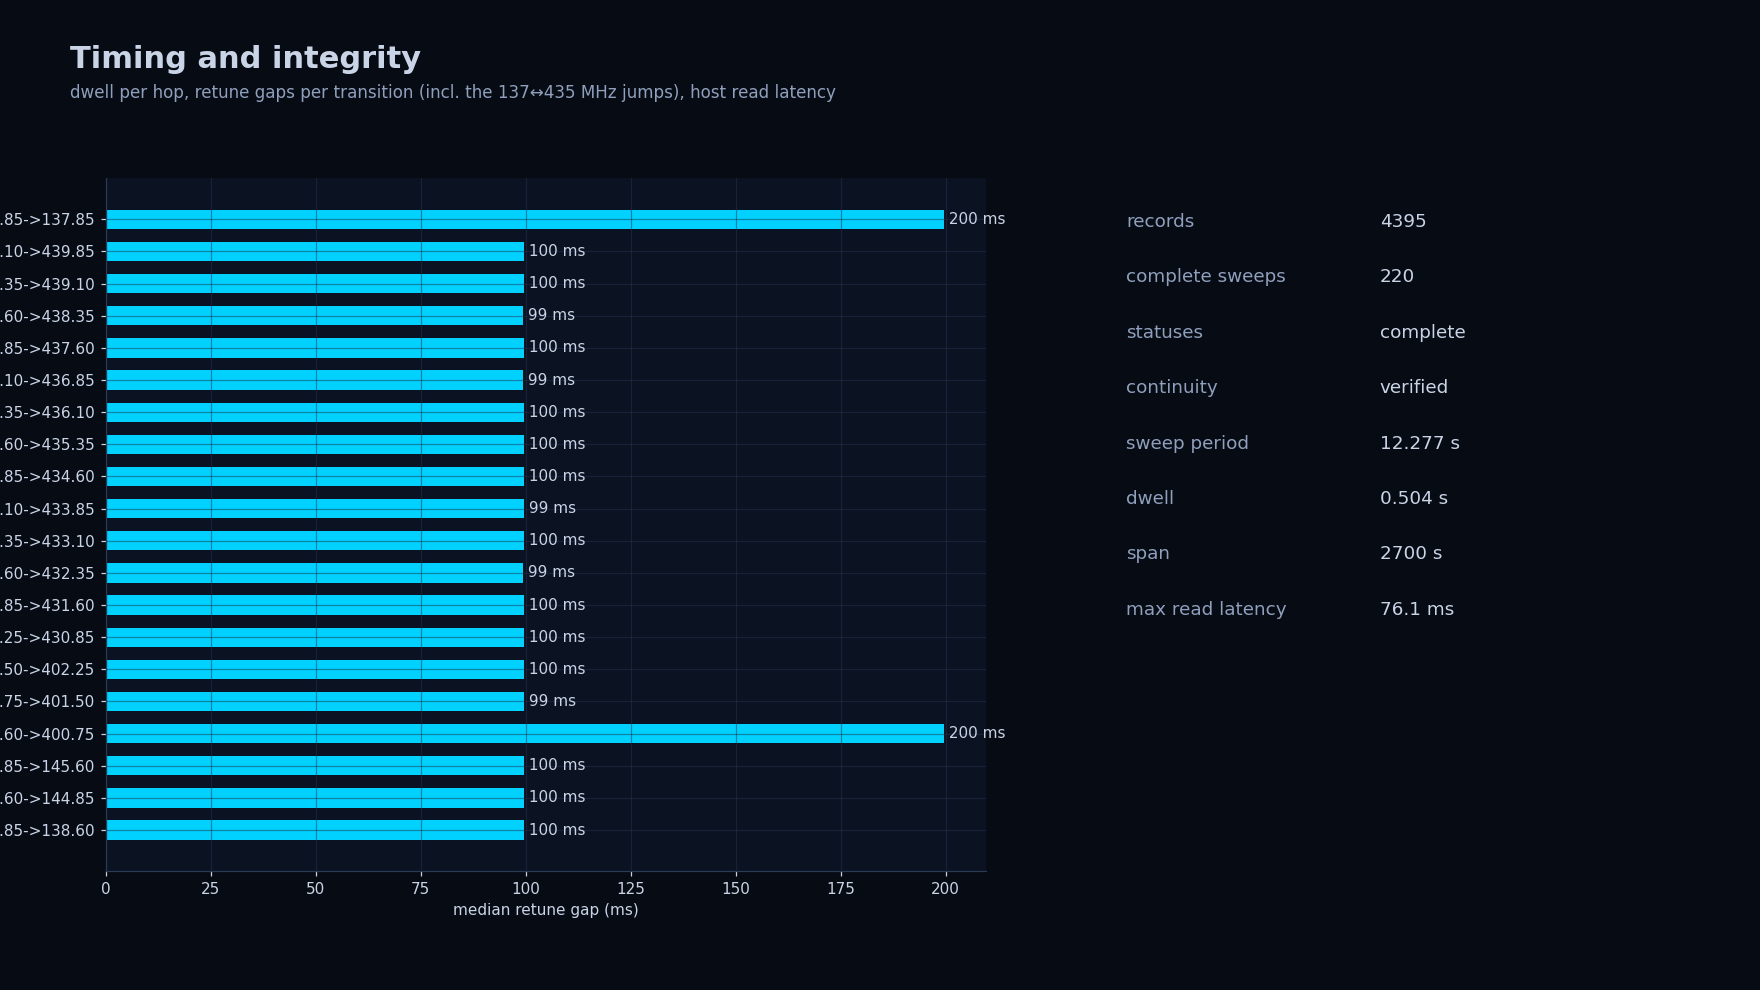 Timing and integrity
dwell per hop, retune gaps per transition (incl. the 137↔435 MHz jumps), host read latency
.85->137.85 200 ms
.10->439.85 100 ms
.35->439.10 100 ms
.60->438.35 99 ms
.85->437.60 100 ms
.10->436.85 99 ms
.35->436.10 100 ms
.60->435.35 100 ms
.85->434.60 100 ms
.10->433.85 99 ms
.35->433.10 100 ms
.60->432.35 99 ms
.85->431.60 100 ms
.25->430.85 100 ms
.50->402.25 100 ms
.75->401.50 99 ms
.60->400.75 200 ms
.85->145.60 100 ms
.60->144.85 100 ms
.85->138.60 100 ms
0 25 50 75 100 125 150 175 200
median retune gap (ms)
records 4395
complete sweeps 220
statuses complete
continuity verified
sweep period 12.277 s
dwell 0.504 s
span 2700 s
max read latency 76.1 ms